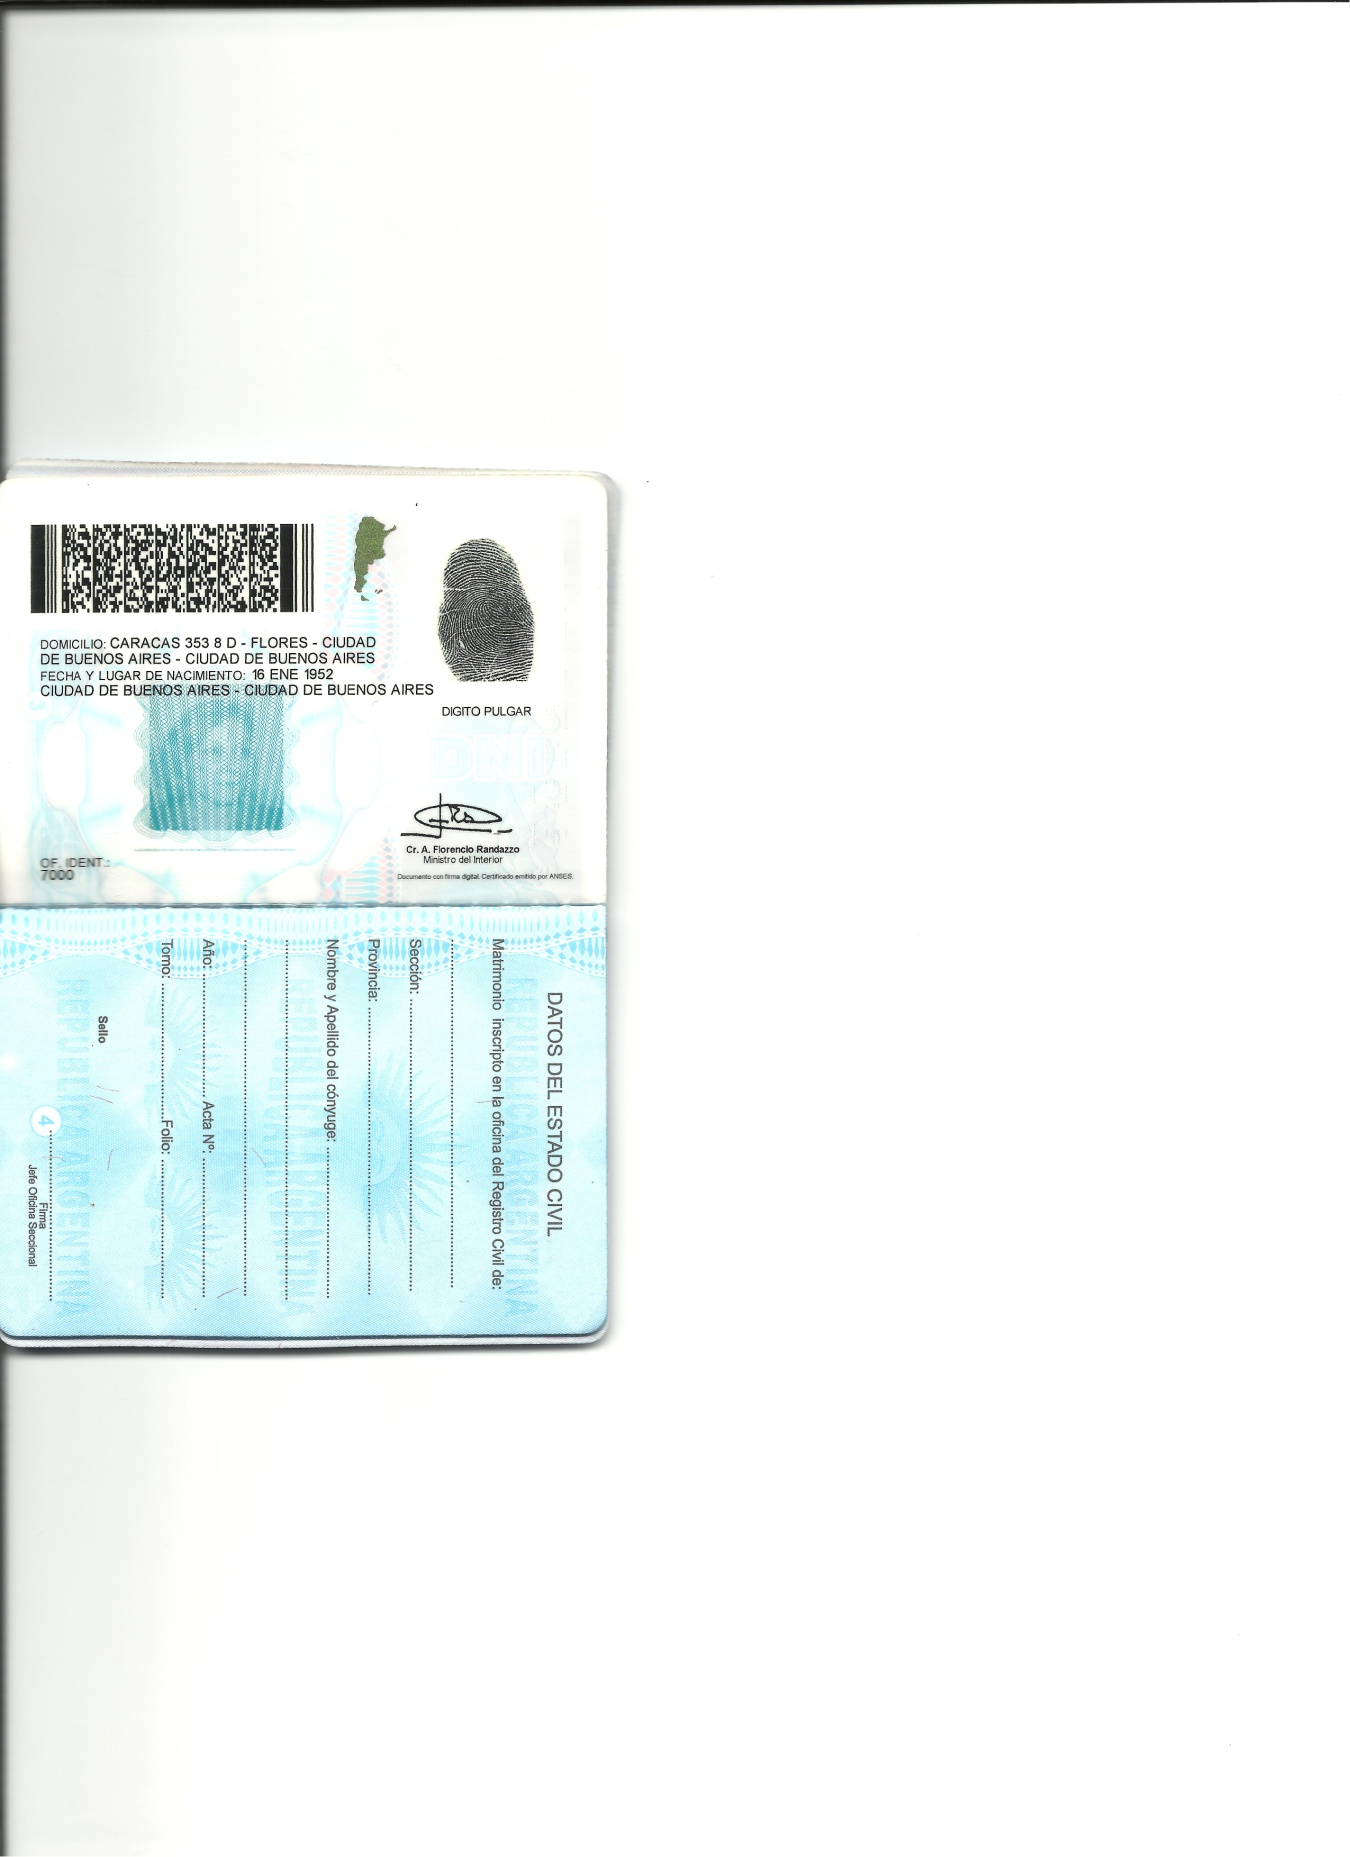 DOMICILIO: CARACAS 353 8 D - FLORES - CIUDAD
DE BUENOS AIRES - CIUDAD DE BUENOS AIRES
FECHA Y LUGAR DE NACIMIENTO: 16 ENE 1952
CIUDAD DE BUENOS AIRES - CIUDAD DE BUENOS AIRES
DIGITO PULGAR
DNI
Cr. A. Florencio Randazzo
Ministro del Interior
Documento con firma digital. Certificado emitido por ANSES.
OF. IDENT.:
7000
DATOS DEL ESTADO CIVIL
Matrimonio inscripto en la oficina del Registro Civil de:
Sección:
Provincia:
Nombre y Apellido del cónyuge:
Año: Acta Nº:
Tomo: Folio:
Sello
Firma
Jefe Oficina Seccional
4
REPUBLICA ARGENTINA
REPUBLICA ARGENTINA
REPUBLICA ARGENTINA